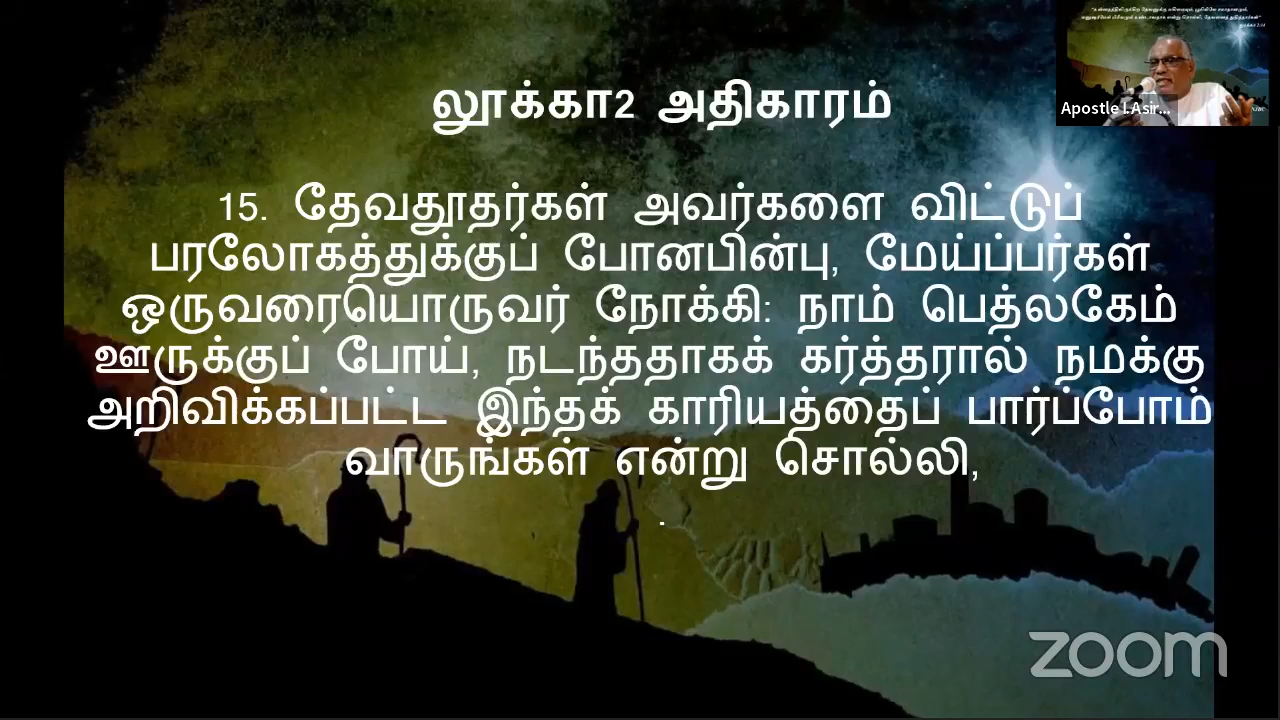 லூக்கா2 அதிகாரம்
15. தேவதூதர்கள் அவர்களை விட்டுப்
பரலோகத்துக்குப் போனபின்பு, மேய்ப்பர்கள்
ஒருவரையொருவர் நோக்கி: நாம் பெத்லகேம்
ஊருக்குப் போய், நடந்ததாகக் கர்த்தரால் நமக்கு
அறிவிக்கப்பட்ட இந்தக் காரியத்தைப் பார்ப்போம்
வாருங்கள் என்று சொல்லி,
.
Apostle I.Asir...
zoom